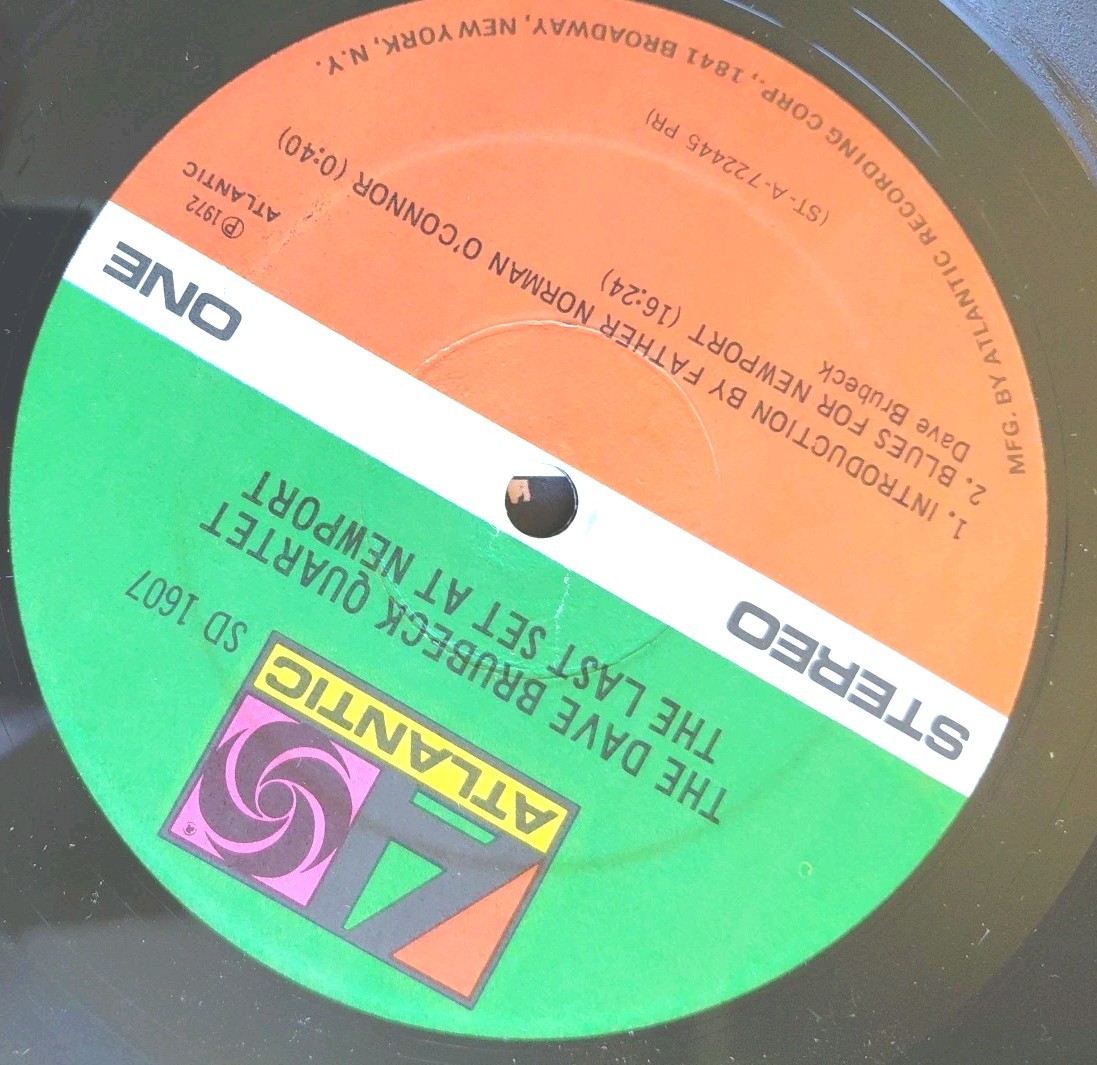 ATLANTIC
SD 1607
THE DAVE BRUBECK QUARTET
THE LAST SET AT NEWPORT
STEREO
ONE
1. INTRODUCTION BY FATHER NORMAN O'CONNOR (0:40)
2. BLUES FOR NEWPORT (16:24)
Dave Brubeck
(ST-A-722445 PR)
℗1972
ATLANTIC
MFG. BY ATLANTIC RECORDING CORP., 1841 BROADWAY, NEW YORK, N.Y.